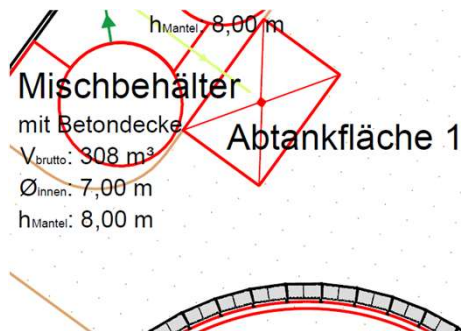 hMantel: 8,00 m
Mischbehälter
mit Betondecke
Vbrutto: 308 m³
Øinnen: 7,00 m
hMantel: 8,00 m
Abtankfläche 1